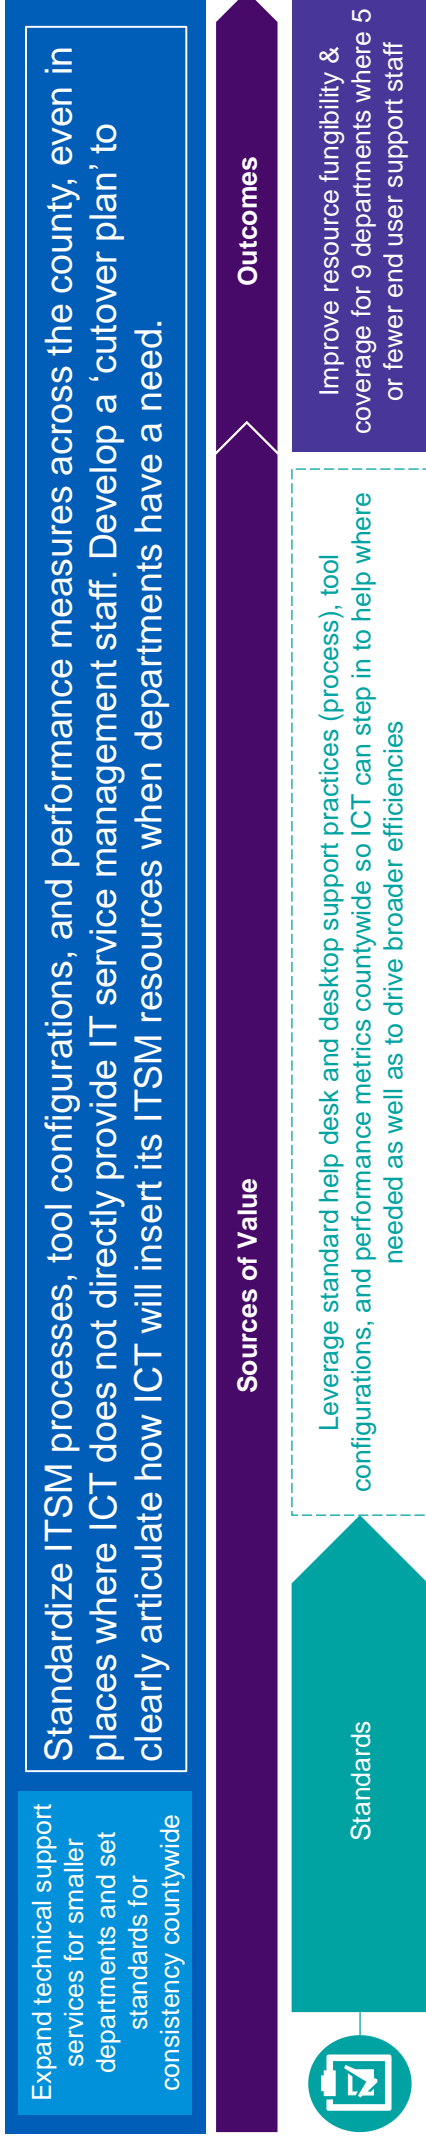 Expand technical support
services for smaller
departments and set
standards for
consistency countywide
Standardize ITSM processes, tool configurations, and performance measures across the county, even in
places where ICT does not directly provide IT service management staff. Develop a ‘cutover plan’ to
clearly articulate how ICT will insert its ITSM resources when departments have a need.
Sources of Value
Outcomes
Standards
Leverage standard help desk and desktop support practices (process), tool
configurations, and performance metrics countywide so ICT can step in to help where
needed as well as to drive broader efficiencies
Improve resource fungibility &
coverage for 9 departments where 5
or fewer end user support staff